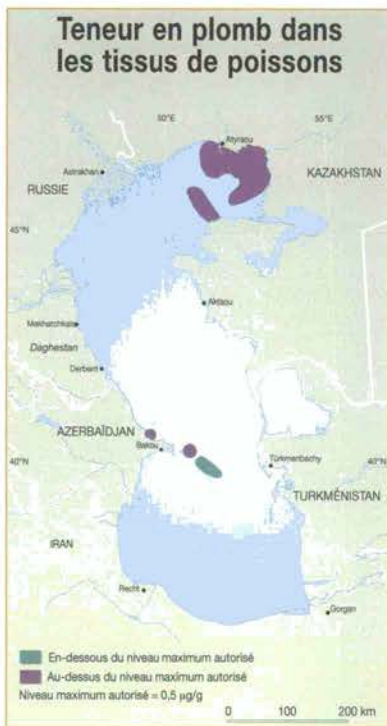 Teneur en plomb dans
les tissus de poissons
50°E
55°E
Atyraou
Astrakhan
RUSSIE
KAZAKHSTAN
45°N
Aktaou
Makhatchkala
Daghestan
Derbent
AZERBAÏDJAN
Bakou
40°N
40°N
Türkmenbachy
TURKMÉNISTAN
IRAN
Recht
Gorgan
En-dessous du niveau maximum autorisé
Au-dessus du niveau maximum autorisé
Niveau maximum autorisé = 0,5 µg/g
0 100 200 km